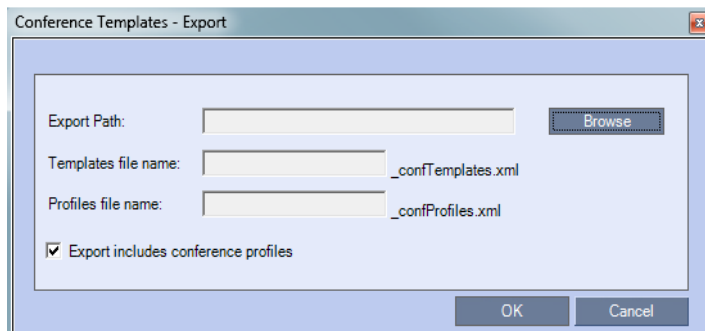 Conference Templates - Export
Export Path:
Browse
Templates file name:
_confTemplates.xml
Profiles file name:
_confProfiles.xml
Export includes conference profiles
OK
Cancel